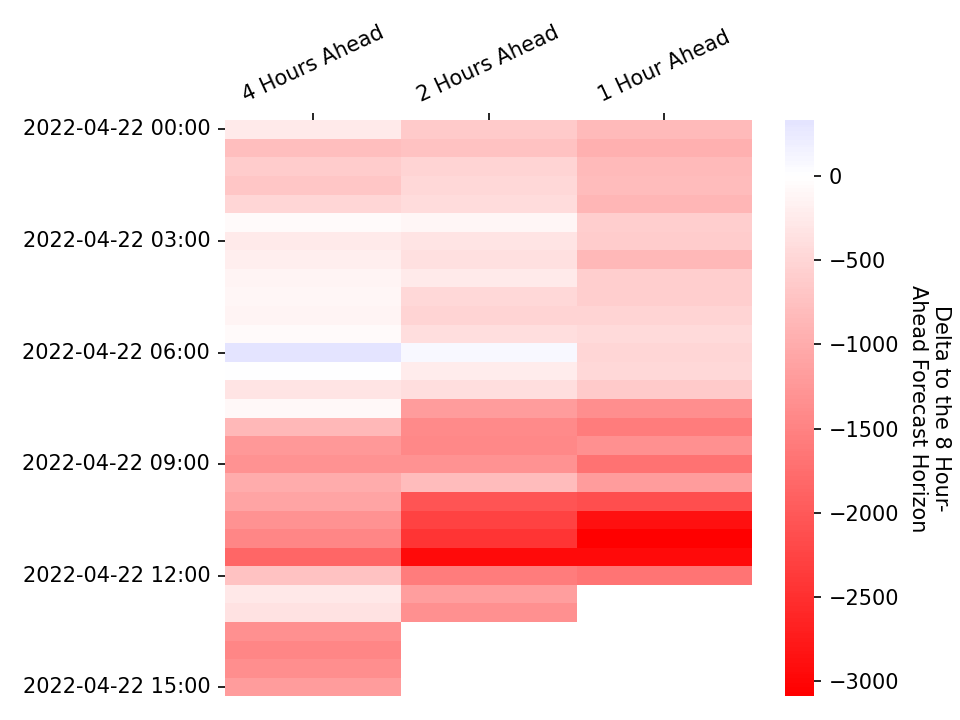 4 Hours Ahead
2 Hours Ahead
1 Hour Ahead
2022-04-22 00:00
2022-04-22 03:00
2022-04-22 06:00
2022-04-22 09:00
2022-04-22 12:00
2022-04-22 15:00
0
−500
−1000
−1500
−2000
−2500
−3000
Delta to the 8 Hour-
Ahead Forecast Horizon